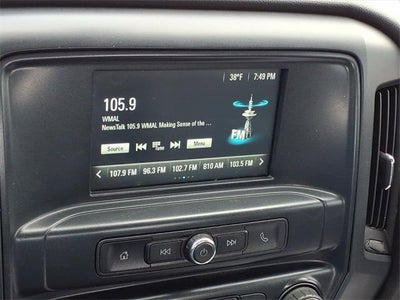 38°F 7:49 PM
105.9
WMAL
NewsTalk 105.9 WMAL Making Sense of the ...
FM
Source Tune Menu
107.9 FM 96.3 FM 102.7 FM 810 AM 103.5 FM